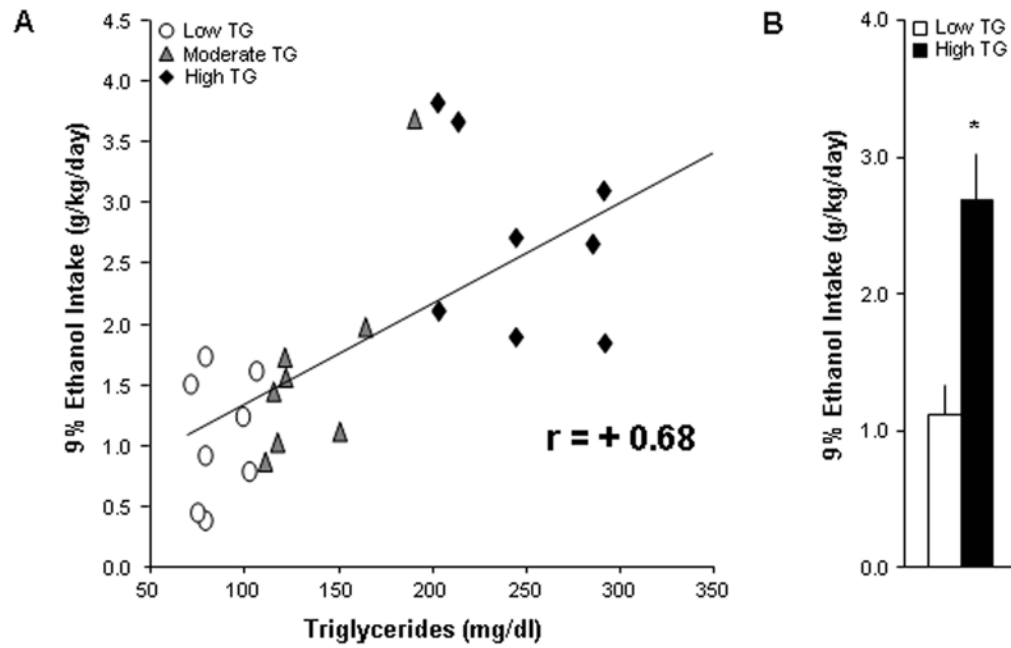 A
Low TG
Moderate TG
High TG
4.5
4.0
3.5
3.0
2.5
2.0
1.5
1.0
0.5
0.0
9% Ethanol Intake (g/kg/day)
r = + 0.68
50
100
150
200
250
300
350
Triglycerides (mg/dl)
B
Low TG
High TG
4.0
3.0
2.0
1.0
0.0
9% Ethanol Intake (g/kg/day)
*